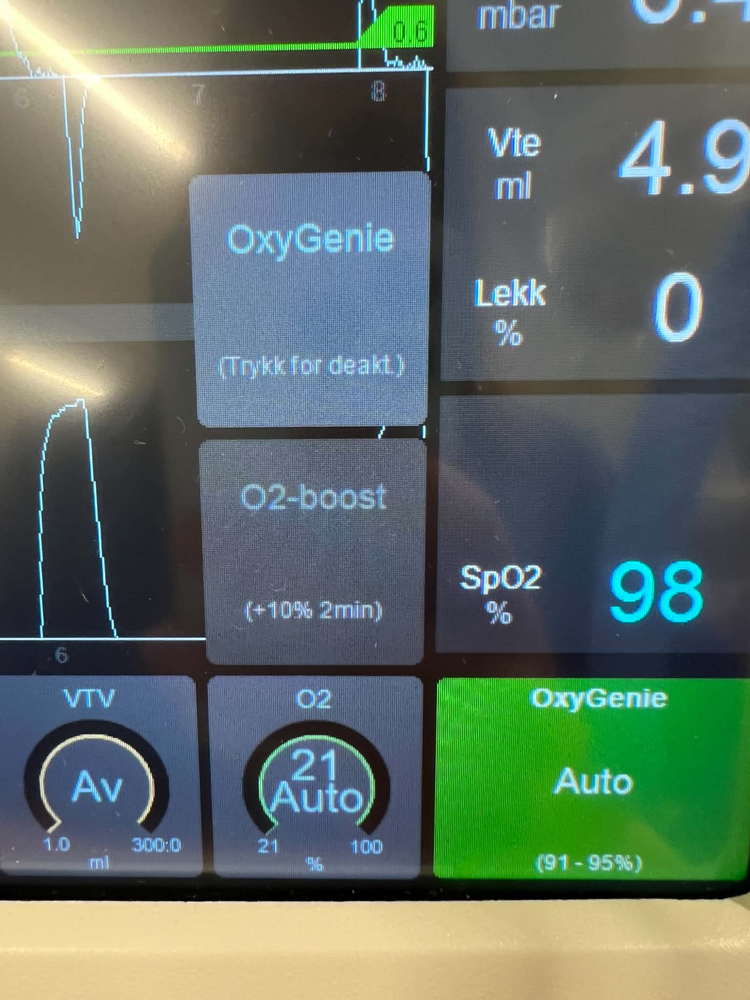 mbar
0.6
6
7
8
Vte
ml
4.9
OxyGenie
(Trykk for deakt.)
Lekk
%
0
O2-boost
(+10% 2min)
SpO2
%
98
6
VTV
Av
1.0
300.0
ml
O2
21
Auto
21
100
%
OxyGenie
Auto
(91 - 95%)